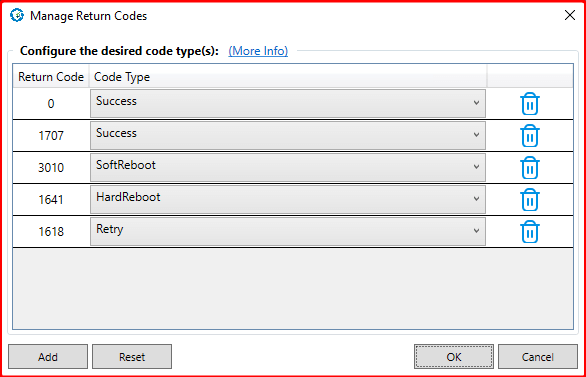 Manage Return Codes
Configure the desired code type(s): (More Info)
Return Code Code Type
0 Success
1707 Success
3010 SoftReboot
1641 HardReboot
1618 Retry
Add Reset OK Cancel